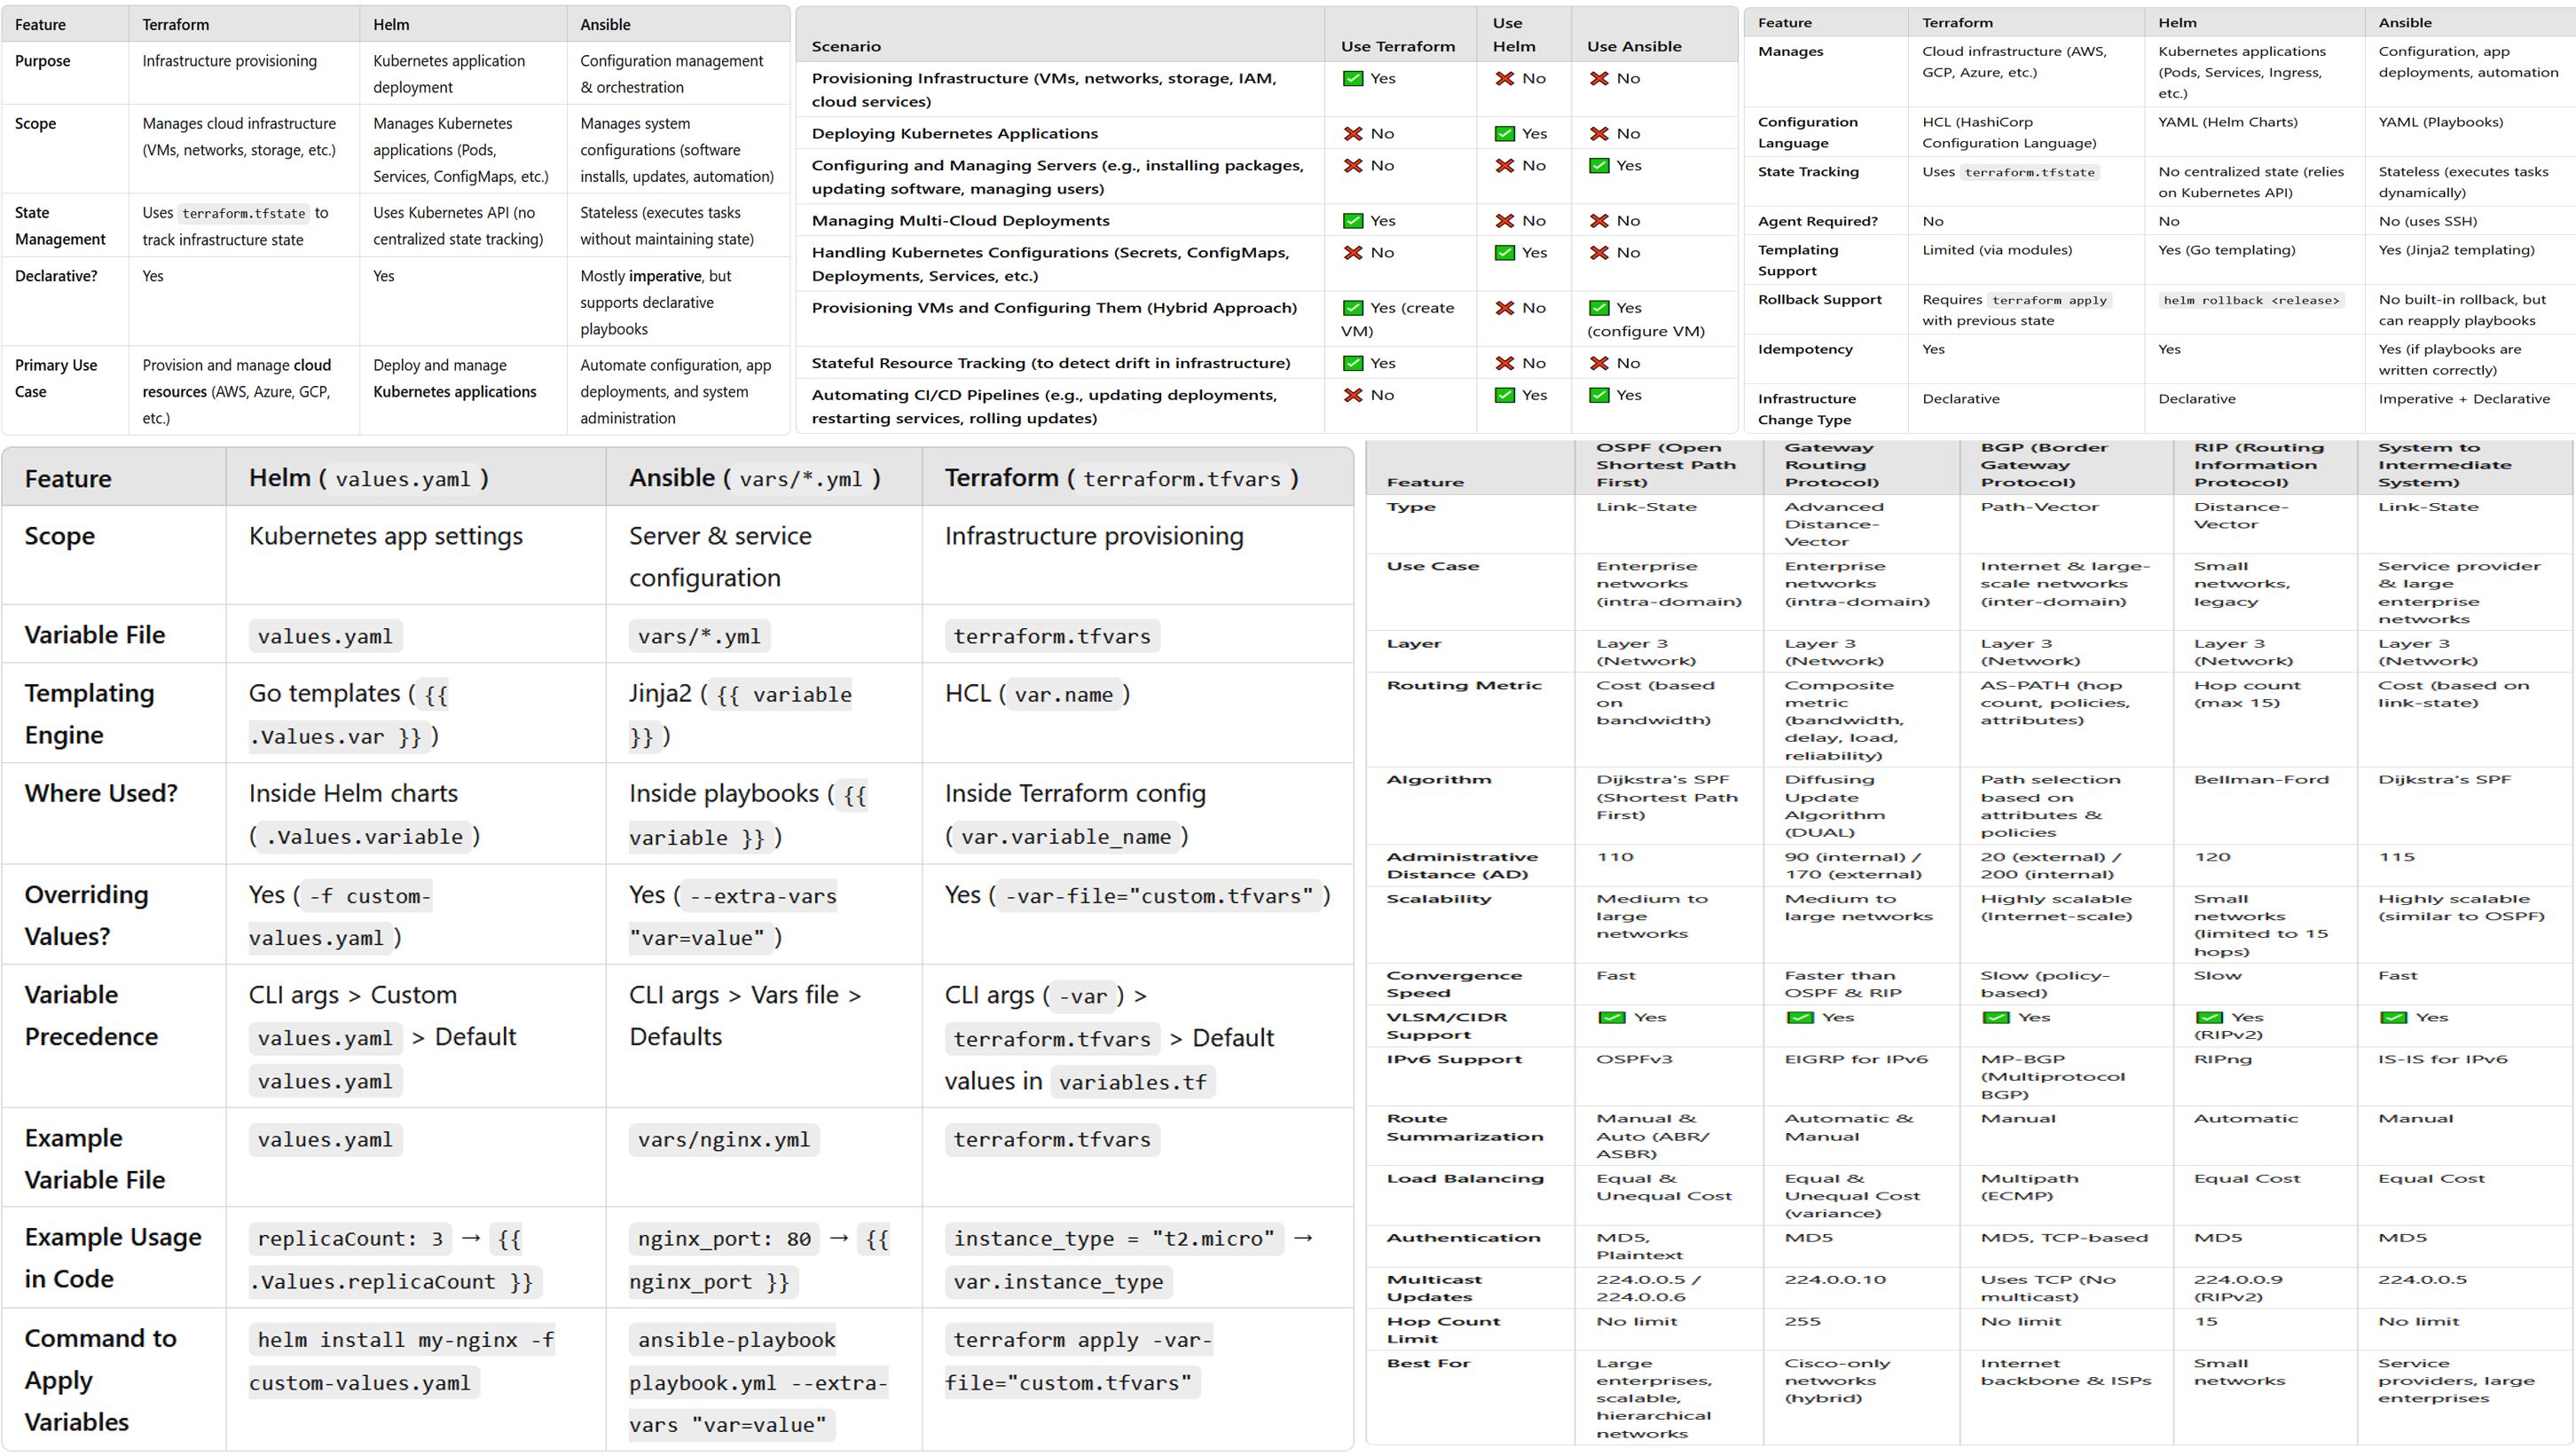 Feature Terraform Helm Ansible
Purpose Infrastructure provisioning Kubernetes application Configuration management
deployment & orchestration
Scope Manages cloud infrastructure Manages Kubernetes Manages system
(VMs, networks, storage, etc.) applications (Pods, configurations (software
Services, ConfigMaps, etc.) installs, updates, automation)
State Uses terraform.tfstate to Uses Kubernetes API (no Stateless (executes tasks
Management track infrastructure state centralized state tracking) without maintaining state)
Declarative? Yes Yes Mostly imperative, but
supports declarative
playbooks
Primary Use Provision and manage cloud Deploy and manage Automate configuration, app
Case resources (AWS, Azure, GCP, Kubernetes applications deployments, and system
etc.) administration
Use
Scenario Use Terraform Helm Use Ansible
Provisioning Infrastructure (VMs, networks, storage, IAM, ✅ Yes ❌ No ❌ No
cloud services)
Deploying Kubernetes Applications ❌ No ✅ Yes ❌ No
Configuring and Managing Servers (e.g., installing packages, ❌ No ❌ No ✅ Yes
updating software, managing users)
Managing Multi-Cloud Deployments ✅ Yes ❌ No ❌ No
Handling Kubernetes Configurations (Secrets, ConfigMaps, ❌ No ✅ Yes ❌ No
Deployments, Services, etc.)
Provisioning VMs and Configuring Them (Hybrid Approach) ✅ Yes (create ❌ No ✅ Yes
VM) (configure VM)
Stateful Resource Tracking (to detect drift in infrastructure) ✅ Yes ❌ No ❌ No
Automating CI/CD Pipelines (e.g., updating deployments, ❌ No ✅ Yes ✅ Yes
restarting services, rolling updates)
Feature Terraform Helm Ansible
Manages Cloud infrastructure (AWS, Kubernetes applications Configuration, app
GCP, Azure, etc.) (Pods, Services, Ingress, deployments, automation
etc.)
Configuration HCL (HashiCorp YAML (Helm Charts) YAML (Playbooks)
Language Configuration Language)
State Tracking Uses terraform.tfstate No centralized state (relies Stateless (executes tasks
on Kubernetes API) dynamically)
Agent Required? No No No (uses SSH)
Templating Limited (via modules) Yes (Go templating) Yes (Jinja2 templating)
Support
Rollback Support Requires terraform apply helm rollback <release> No built-in rollback, but
with previous state can reapply playbooks
Idempotency Yes Yes Yes (if playbooks are
written correctly)
Infrastructure Declarative Declarative Imperative + Declarative
Change Type
Feature Helm ( values.yaml ) Ansible ( vars/*.yml ) Terraform ( terraform.tfvars )
Scope Kubernetes app settings Server & service Infrastructure provisioning
configuration
Variable File values.yaml vars/*.yml terraform.tfvars
Templating Go templates ( {{ Jinja2 ( {{ variable HCL ( var.name )
Engine .Values.var }} ) }} )
Where Used? Inside Helm charts Inside playbooks ( {{ Inside Terraform config
( .Values.variable ) variable }} ) ( var.variable_name )
Overriding Yes ( -f custom- Yes ( --extra-vars Yes ( -var-file="custom.tfvars" )
Values? values.yaml ) "var=value" )
Variable CLI args > Custom CLI args > Vars file > CLI args ( -var ) >
Precedence values.yaml > Default Defaults terraform.tfvars > Default
values.yaml values in variables.tf
Example values.yaml vars/nginx.yml terraform.tfvars
Variable File
Example Usage replicaCount: 3 → {{ nginx_port: 80 → {{ instance_type = "t2.micro" →
in Code .Values.replicaCount }} nginx_port }} var.instance_type
Command to helm install my-nginx -f ansible-playbook terraform apply -var-
Apply custom-values.yaml playbook.yml --extra- file="custom.tfvars"
Variables vars "var=value"
OSPF (Open Gateway BGP (Border RIP (Routing System to
Shortest Path Routing Gateway Information Intermediate
Feature First) Protocol) Protocol) Protocol) System)
Type Link-State Advanced Path-Vector Distance- Link-State
Distance- Vector
Vector
Use Case Enterprise Enterprise Internet & large- Small Service provider
networks networks scale networks networks, & large
(intra-domain) (intra-domain) (inter-domain) legacy enterprise
networks
Layer Layer 3 Layer 3 Layer 3 Layer 3 Layer 3
(Network) (Network) (Network) (Network) (Network)
Routing Metric Cost (based Composite AS-PATH (hop Hop count Cost (based on
on metric count, policies, (max 15) link-state)
bandwidth) (bandwidth, attributes)
delay, load,
reliability)
Algorithm Dijkstra's SPF Diffusing Path selection Bellman-Ford Dijkstra's SPF
(Shortest Path Update based on
First) Algorithm attributes &
(DUAL) policies
Administrative 110 90 (internal) / 20 (external) / 120 115
Distance (AD) 170 (external) 200 (internal)
Scalability Medium to Medium to Highly scalable Small Highly scalable
large large networks (Internet-scale) networks (similar to OSPF)
networks (limited to 15
hops)
Convergence Fast Faster than Slow (policy- Slow Fast
Speed OSPF & RIP based)
VLSM/CIDR ✅ Yes ✅ Yes ✅ Yes ✅ Yes ✅ Yes
Support (RIPv2)
IPv6 Support OSPFv3 EIGRP for IPv6 MP-BGP RIPng IS-IS for IPv6
(Multiprotocol
BGP)
Route Manual & Automatic & Manual Automatic Manual
Summarization Auto (ABR/ Manual
ASBR)
Load Balancing Equal & Equal & Multipath Equal Cost Equal Cost
Unequal Cost Unequal Cost (ECMP)
(variance)
Authentication MD5, MD5 MD5, TCP-based MD5 MD5
Plaintext
Multicast 224.0.0.5 / 224.0.0.10 Uses TCP (No 224.0.0.9 224.0.0.5
Updates 224.0.0.6 multicast) (RIPv2)
Hop Count No limit 255 No limit 15 No limit
Limit
Best For Large Cisco-only Internet Small Service
enterprises, networks backbone & ISPs networks providers, large
scalable, (hybrid) enterprises
hierarchical
networks